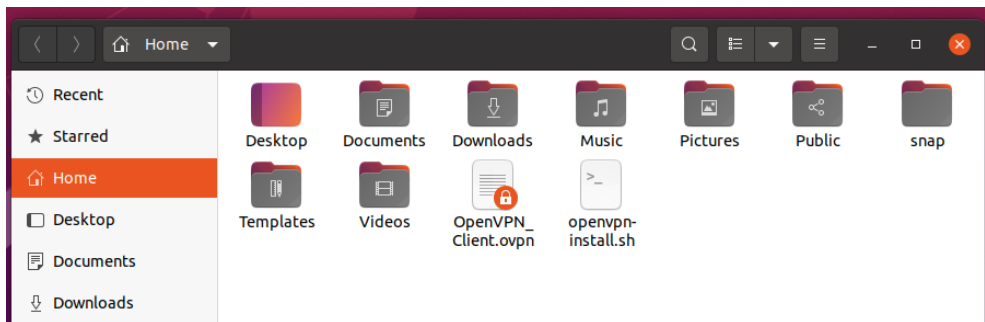 Home
Recent
Starred
Home
Desktop
Documents
Downloads
Desktop
Documents
Downloads
Music
Pictures
Public
snap
Templates
Videos
OpenVPN_
Client.ovpn
>_
openvpn-
install.sh